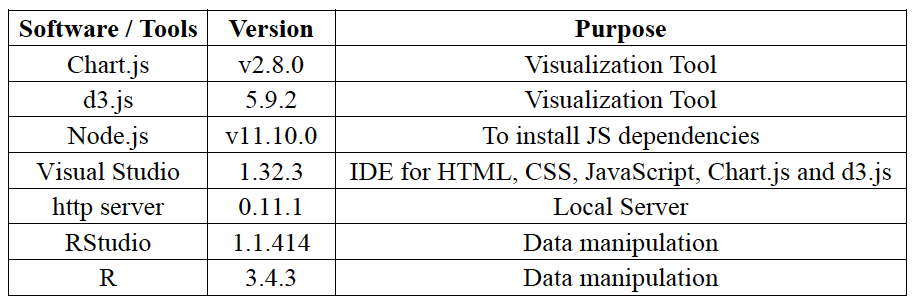 Software / Tools Version Purpose
Chart.js v2.8.0 Visualization Tool
d3.js 5.9.2 Visualization Tool
Node.js v11.10.0 To install JS dependencies
Visual Studio 1.32.3 IDE for HTML, CSS, JavaScript, Chart.js and d3.js
http server 0.11.1 Local Server
RStudio 1.1.414 Data manipulation
R 3.4.3 Data manipulation